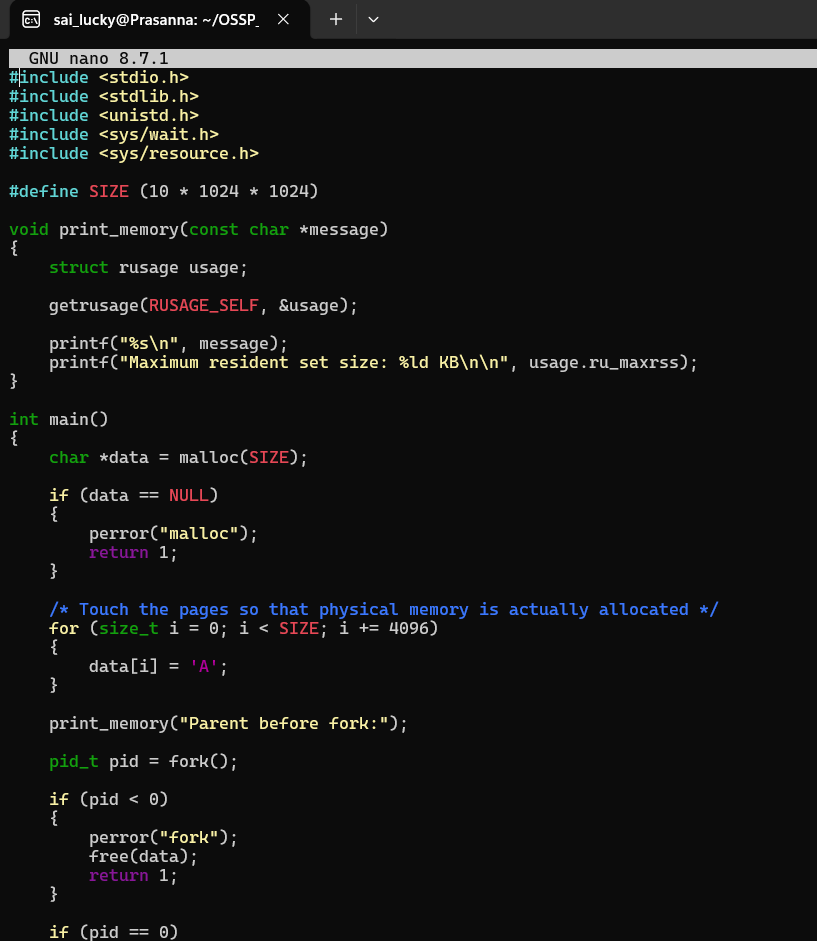 sai_lucky@Prasanna: ~/OSSP_
GNU nano 8.7.1
#include <stdio.h>
#include <stdlib.h>
#include <unistd.h>
#include <sys/wait.h>
#include <sys/resource.h>

#define SIZE (10 * 1024 * 1024)

void print_memory(const char *message)
{
    struct rusage usage;

    getrusage(RUSAGE_SELF, &usage);

    printf("%s\n", message);
    printf("Maximum resident set size: %ld KB\n\n", usage.ru_maxrss);
}

int main()
{
    char *data = malloc(SIZE);

    if (data == NULL)
    {
        perror("malloc");
        return 1;
    }

    /* Touch the pages so that physical memory is actually allocated */
    for (size_t i = 0; i < SIZE; i += 4096)
    {
        data[i] = 'A';
    }

    print_memory("Parent before fork:");

    pid_t pid = fork();

    if (pid < 0)
    {
        perror("fork");
        free(data);
        return 1;
    }

    if (pid == 0)